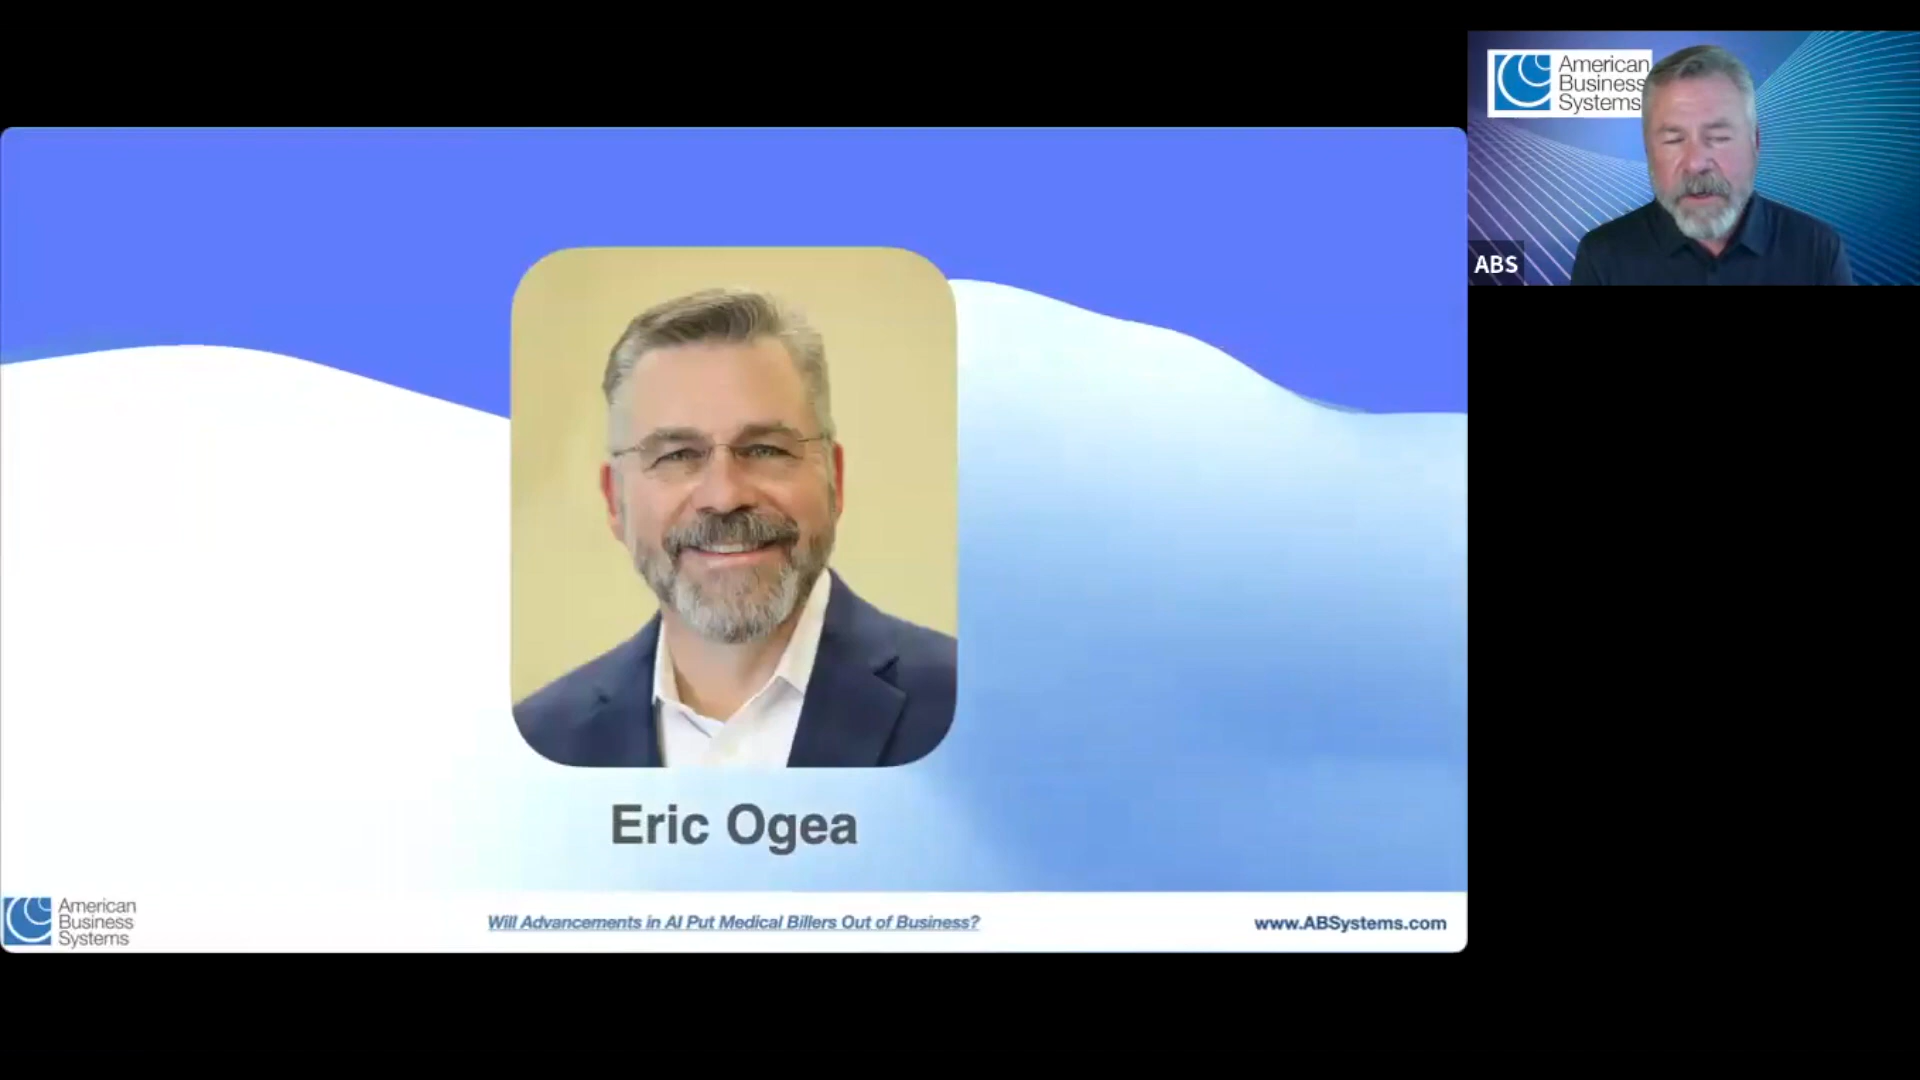 American
Business
Systems
ABS
Eric Ogea
American
Business
Systems
Will Advancements in AI Put Medical Billers Out of Business?
www.ABSystems.com